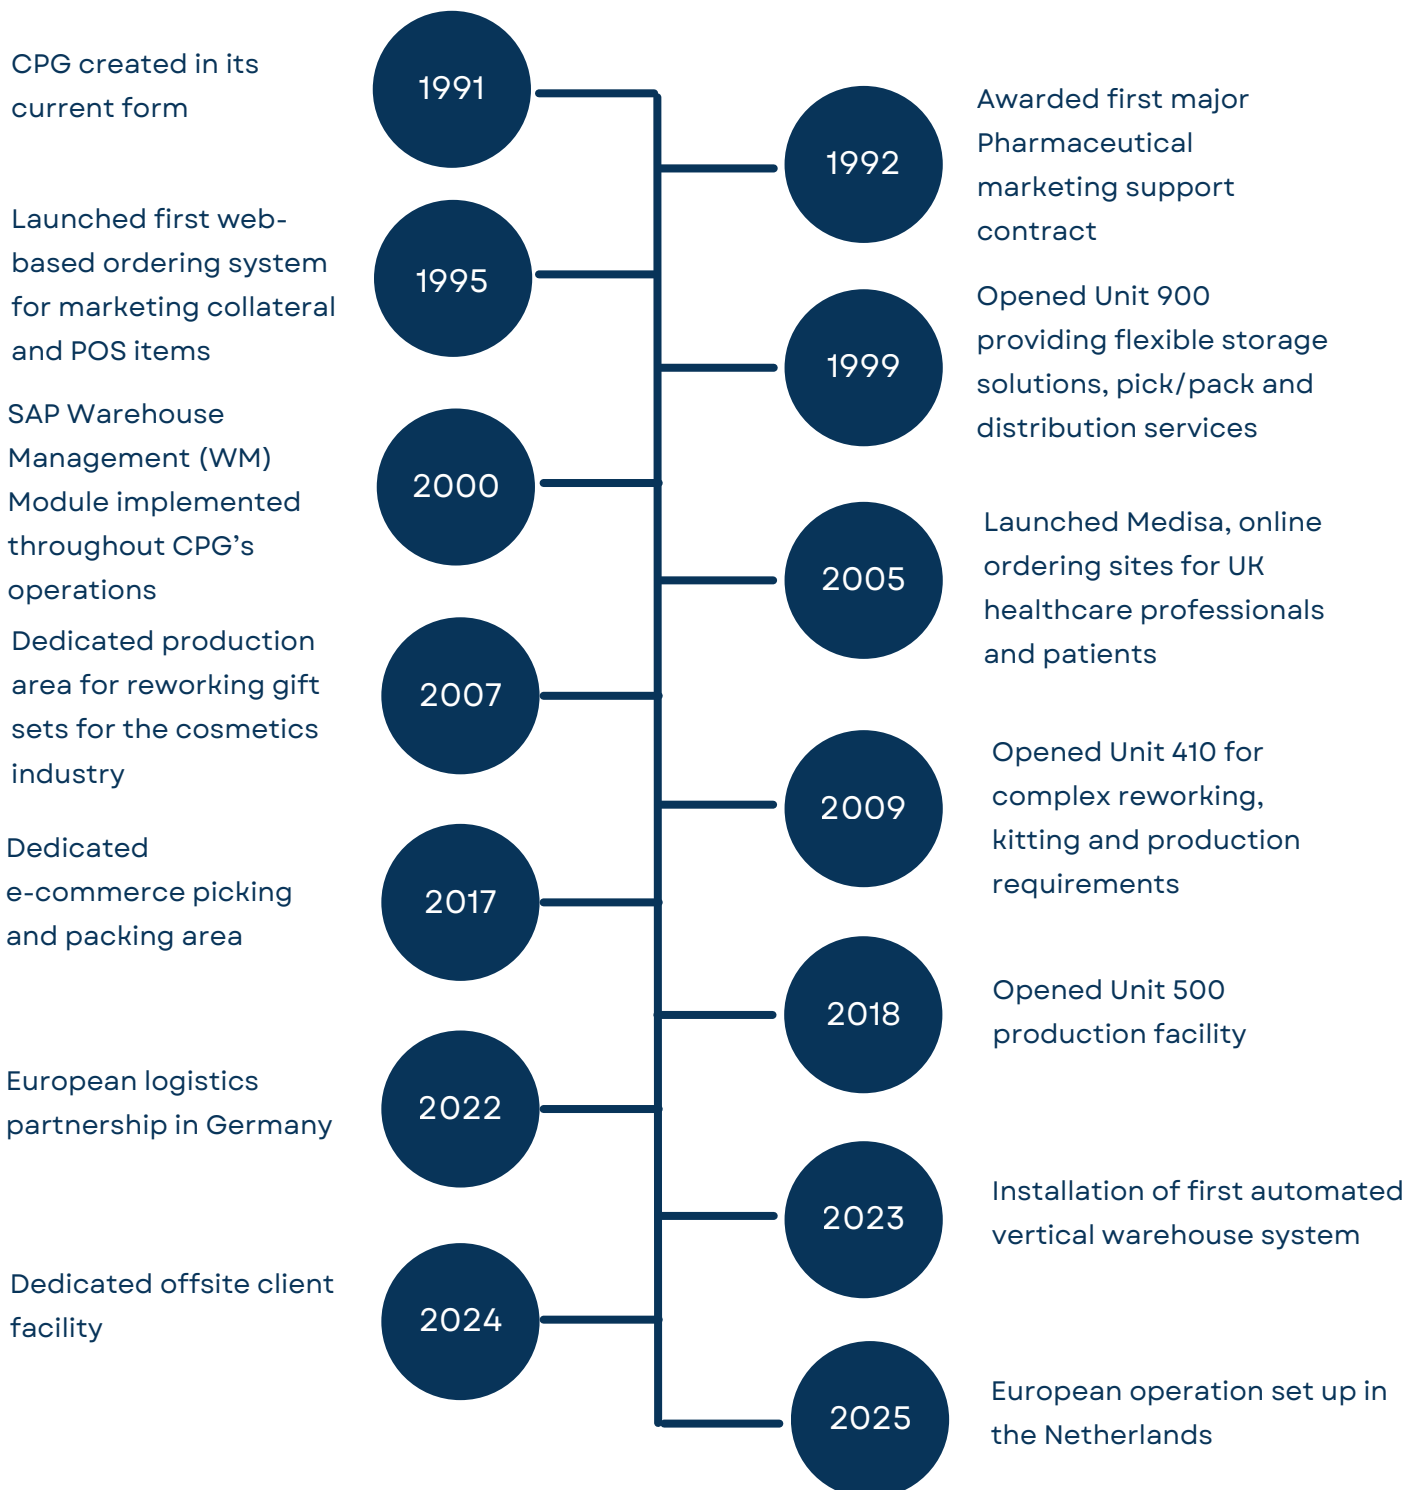 1991
CPG created in its
current form
1992
Awarded first major
Pharmaceutical
marketing support
contract
1995
Launched first web-
based ordering system
for marketing collateral
and POS items
1999
Opened Unit 900
providing flexible storage
solutions, pick/pack and
distribution services
2000
SAP Warehouse
Management (WM)
Module implemented
throughout CPG’s
operations
2005
Launched Medisa, online
ordering sites for UK
healthcare professionals
and patients
2007
Dedicated production
area for reworking gift
sets for the cosmetics
industry
2009
Opened Unit 410 for
complex reworking,
kitting and production
requirements
2017
Dedicated
e-commerce picking
and packing area
2018
Opened Unit 500
production facility
2022
European logistics
partnership in Germany
2023
Installation of first automated
vertical warehouse system
2024
Dedicated offsite client
facility
2025
European operation set up in
the Netherlands